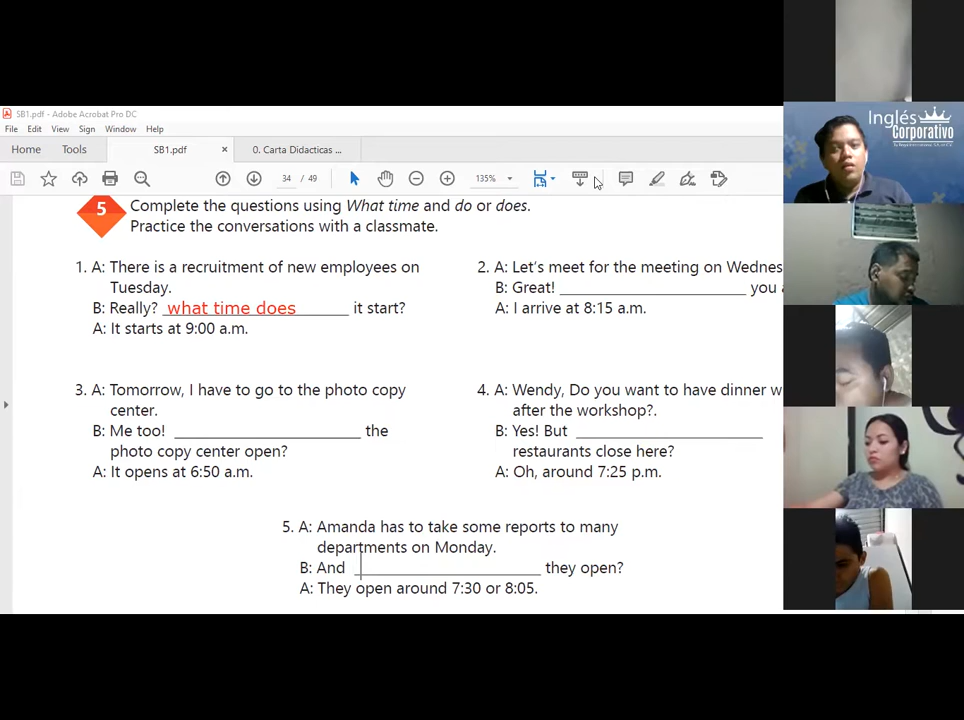 SB1.pdf - Adobe Acrobat Pro DC
File Edit View Sign Window Help
Home Tools SB1.pdf × 0. Carta Didacticas ...
34 / 49 135%
5 Complete the questions using What time and do or does.
Practice the conversations with a classmate.
1. A: There is a recruitment of new employees on
Tuesday.
B: Really? what time does it start?
A: It starts at 9:00 a.m.
2. A: Let's meet for the meeting on Wednes
B: Great! ____ you
A: I arrive at 8:15 a.m.
3. A: Tomorrow, I have to go to the photo copy
center.
B: Me too! ____ the
photo copy center open?
A: It opens at 6:50 a.m.
4. A: Wendy, Do you want to have dinner w
after the workshop?.
B: Yes! But ____
restaurants close here?
A: Oh, around 7:25 p.m.
5. A: Amanda has to take some reports to many
departments on Monday.
B: And ____ they open?
A: They open around 7:30 or 8:05.
Inglés
Corporativo